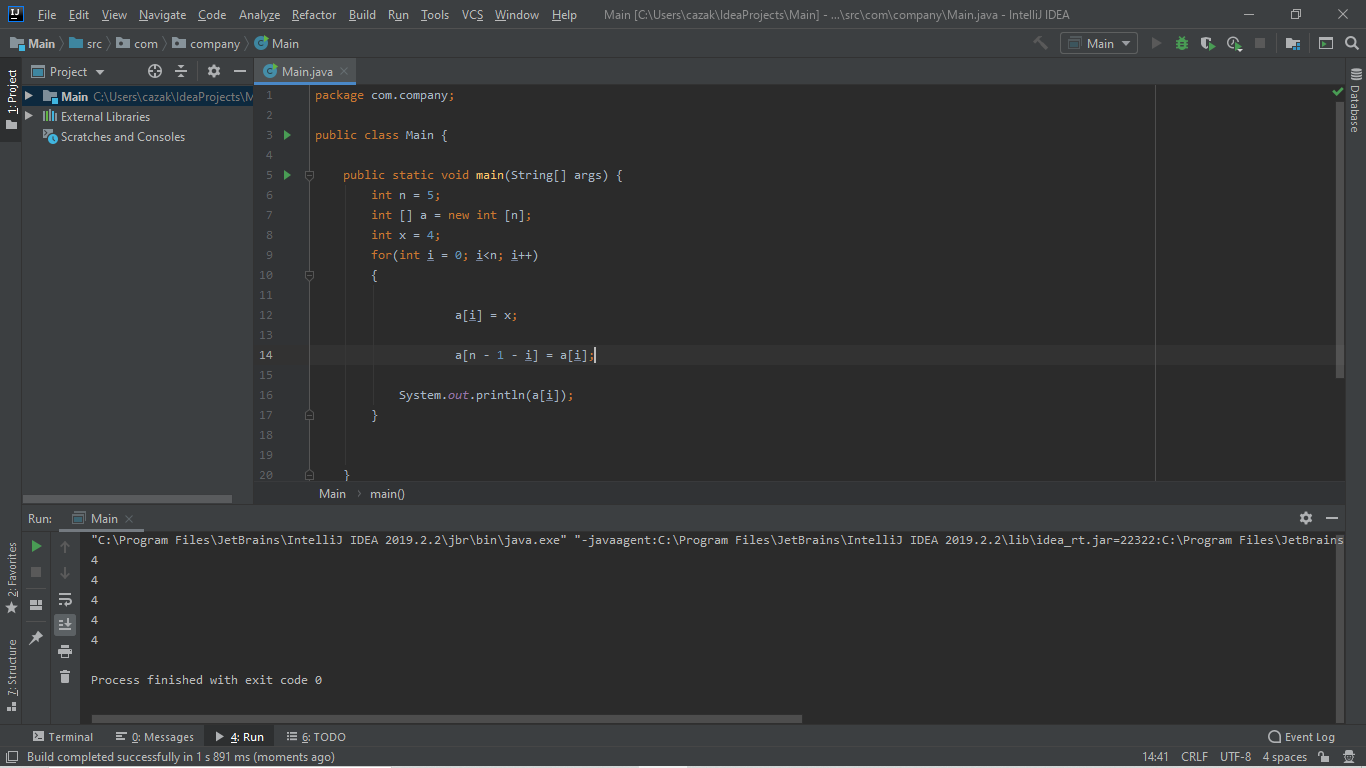 File Edit View Navigate Code Analyze Refactor Build Run Tools VCS Window Help Main [C:\Users\cazak\IdeaProjects\Main] - ...\src\com\company\Main.java - IntelliJ IDEA
Main src com company Main Main
1: Project
Project Main.java
Main C:\Users\cazak\IdeaProjects\M
External Libraries
Scratches and Consoles
1 package com.company;
2
3 public class Main {
4
5 public static void main(String[] args) {
6 int n = 5;
7 int [] a = new int [n];
8 int x = 4;
9 for(int i = 0; i<n; i++)
10 {
11
12 a[i] = x;
13
14 a[n - 1 - i] = a[i];
15
16 System.out.println(a[i]);
17 }
18
19
20 }
Database
Main main()
Run: Main
"C:\Program Files\JetBrains\IntelliJ IDEA 2019.2.2\jbr\bin\java.exe" "-javaagent:C:\Program Files\JetBrains\IntelliJ IDEA 2019.2.2\lib\idea_rt.jar=22322:C:\Program Files\JetBrains
4
4
4
4
4
Process finished with exit code 0
2: Favorites
7: Structure
Terminal 0: Messages 4: Run 6: TODO Event Log
Build completed successfully in 1 s 891 ms (moments ago) 14:41 CRLF UTF-8 4 spaces